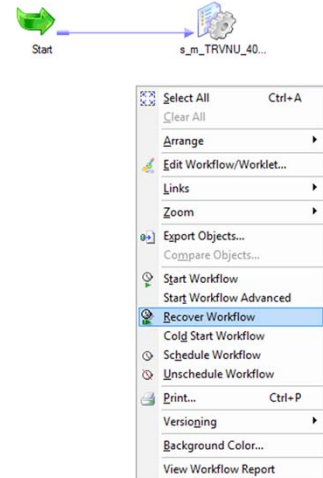 Start
s_m_TRVNU_40...
Select All Ctrl+A
Clear All
Arrange
Edit Workflow/Worklet...
Links
Zoom
Export Objects...
Compare Objects...
Start Workflow
Start Workflow Advanced
Recover Workflow
Cold Start Workflow
Schedule Workflow
Unschedule Workflow
Print... Ctrl+P
Versioning
Background Color...
View Workflow Report